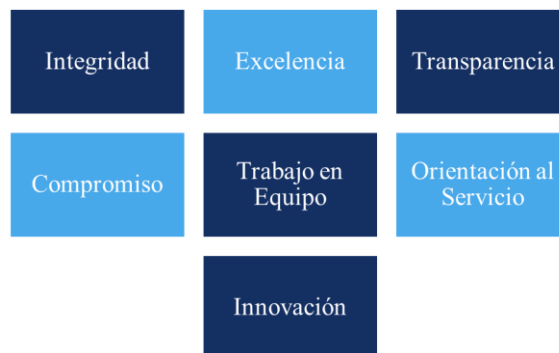 Integridad
Excelencia
Transparencia
Compromiso
Trabajo en
Equipo
Orientación al
Servicio
Innovación